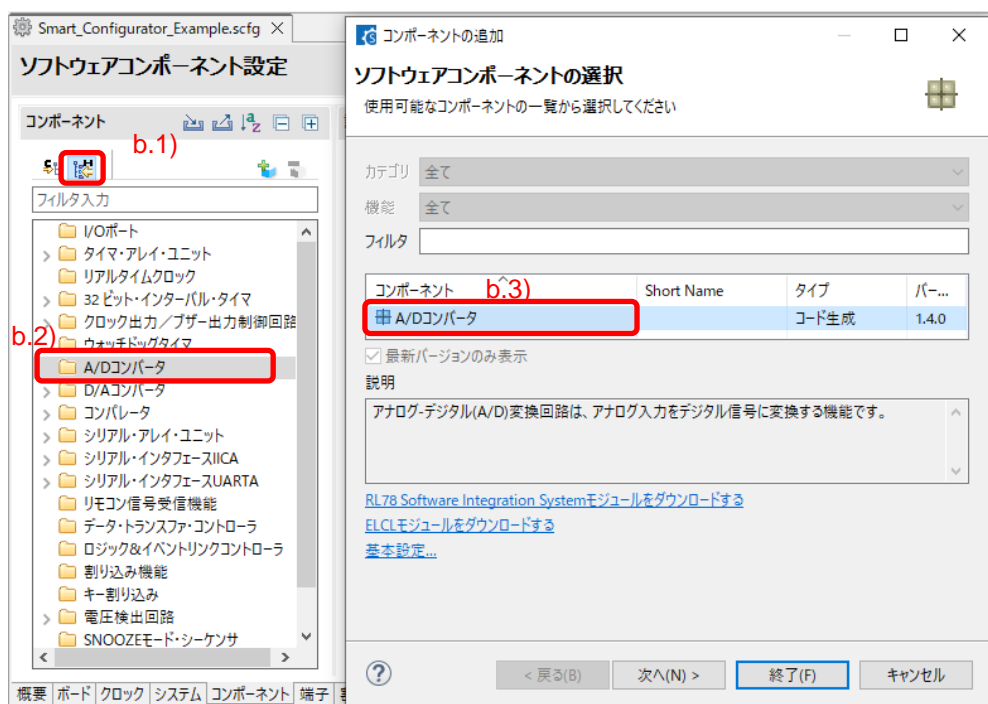 Smart_Configurator_Example.scfg
ソフトウェアコンポーネント設定
コンポーネント
b.1)
フィルタ入力
I/Oポート
タイマ・アレイ・ユニット
リアルタイムクロック
32 ビット・インターバル・タイマ
クロック出力／ブザー出力制御回路
b.2)
ウォッチドッグタイマ
A/Dコンバータ
D/Aコンバータ
コンパレータ
シリアル・アレイ・ユニット
シリアル・インタフェースIICA
シリアル・インタフェースUARTA
リモコン信号受信機能
データ・トランスファ・コントローラ
ロジック&イベントリンクコントローラ
割り込み機能
キー割り込み
電圧検出回路
SNOOZEモード・シーケンサ
概要 ボード クロック システム コンポーネント 端子
コンポーネントの追加
ソフトウェアコンポーネントの選択
使用可能なコンポーネントの一覧から選択してください
カテゴリ 全て
機能 全て
フィルタ
コンポーネント b.3) Short Name タイプ バー...
A/Dコンバータ コード生成 1.4.0
最新バージョンのみ表示
説明
アナログ-デジタル(A/D)変換回路は、アナログ入力をデジタル信号に変換する機能です。
RL78 Software Integration Systemモジュールをダウンロードする
ELCLモジュールをダウンロードする
基本設定...
< 戻る(B) 次へ(N) > 終了(F) キャンセル